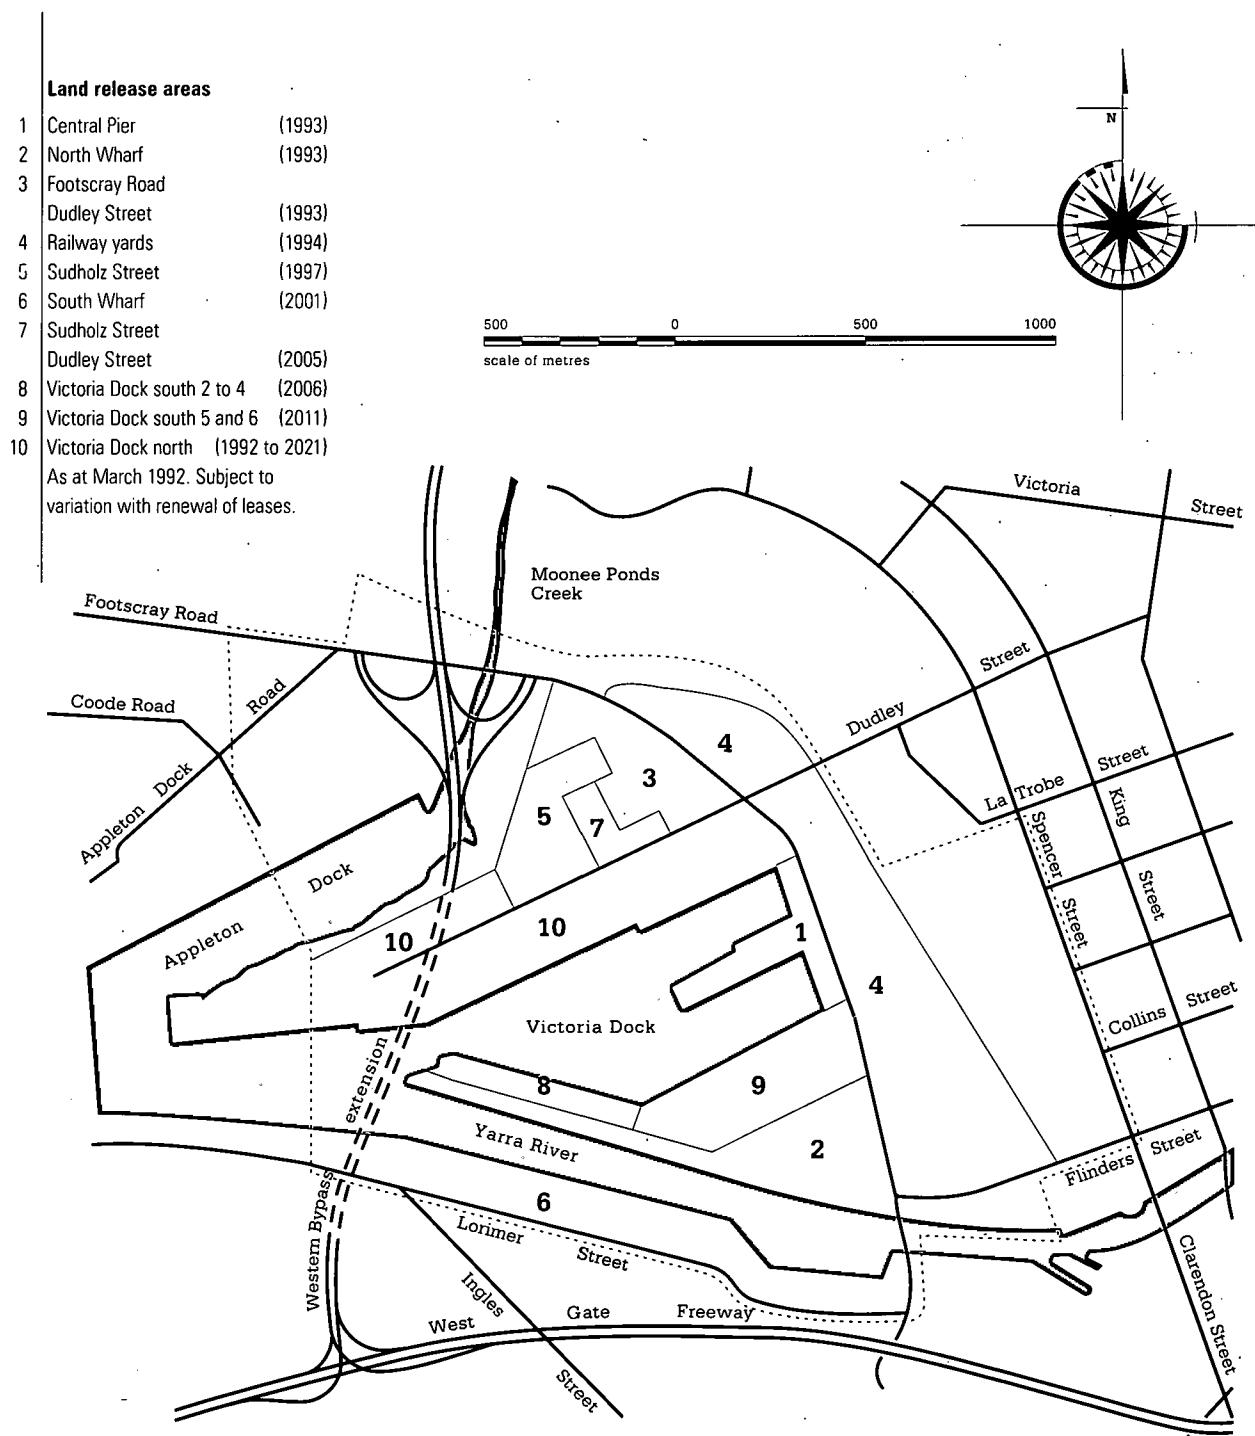 Land release areas
1 Central Pier (1993)
2 North Wharf (1993)
3 Footscray Road
Dudley Street (1993)
4 Railway yards (1994)
5 Sudholz Street (1997)
6 South Wharf (2001)
7 Sudholz Street
Dudley Street (2005)
8 Victoria Dock south 2 to 4 (2006)
9 Victoria Dock south 5 and 6 (2011)
10 Victoria Dock north (1992 to 2021)
As at March 1992. Subject to
variation with renewal of leases.
N
500 0 500 1000
scale of metres
Victoria Street
Moonee Ponds
Creek
Footscray Road
Coode Road
Appleton Dock Road
Dudley Street
La Trobe Street
King Street
Spencer Street
4
3
5
7
Appleton Dock
10
10
1
4
Victoria Dock
Collins Street
8
9
2
Yarra River
Flinders Street
6
Lorimer Street
Western Bypass extension
Ingles Street
West Gate Freeway
Clarendon Street